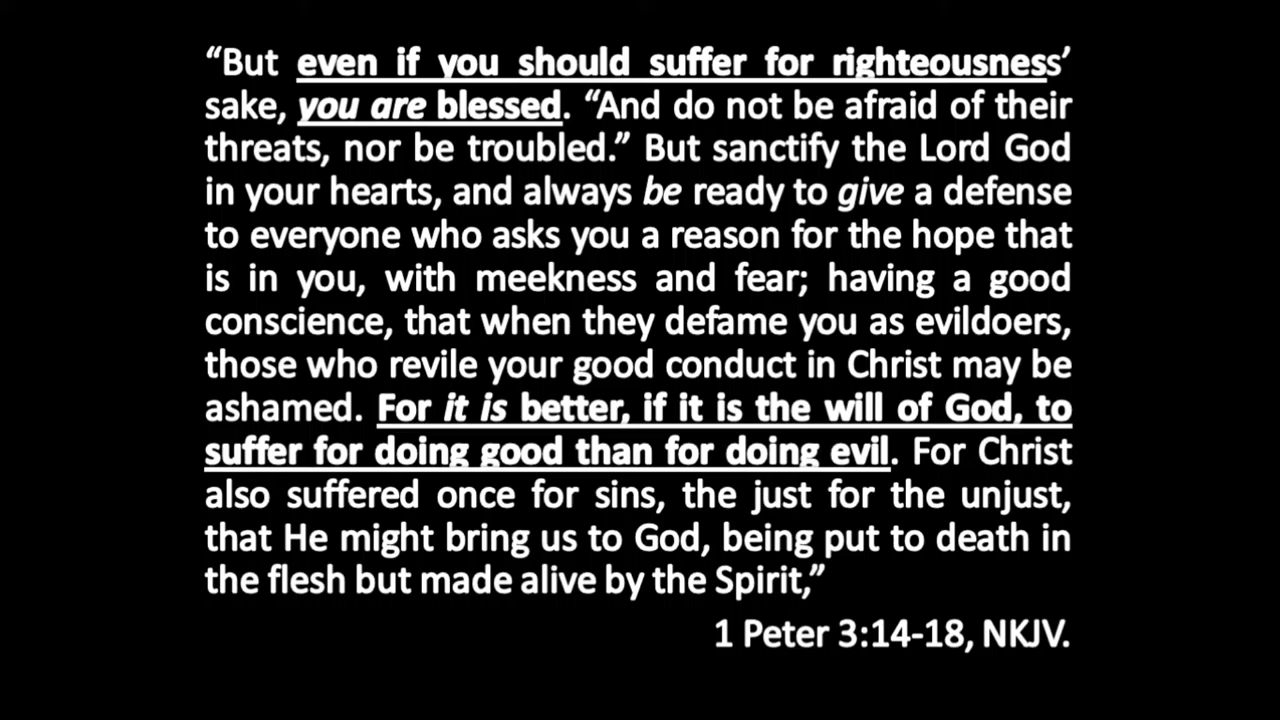 “But even if you should suffer for righteousness’
sake, you are blessed. “And do not be afraid of their
threats, nor be troubled.” But sanctify the Lord God
in your hearts, and always be ready to give a defense
to everyone who asks you a reason for the hope that
is in you, with meekness and fear; having a good
conscience, that when they defame you as evildoers,
those who revile your good conduct in Christ may be
ashamed. For it is better, if it is the will of God, to
suffer for doing good than for doing evil. For Christ
also suffered once for sins, the just for the unjust,
that He might bring us to God, being put to death in
the flesh but made alive by the Spirit,”
1 Peter 3:14-18, NKJV.